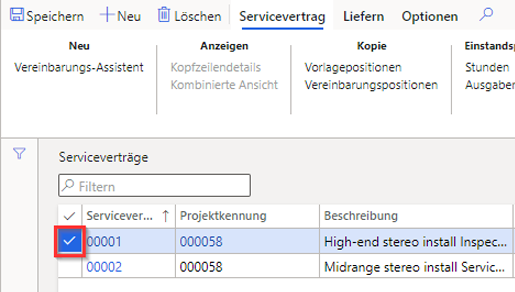 Speichern Neu Löschen Servicevertrag Liefern Optionen
Neu Anzeigen Kopie Einstands
Vereinbarungs-Assistent Kopfzeilendetails Vorlagepositionen Stunden
Kombinierte Ansicht Vereinbarungspositionen Ausgaben
Serviceverträge
Filtern
Servicever... Projektkennung Beschreibung
00001 000058 High-end stereo install Inspec...
00002 000058 Midrange stereo install Servic...